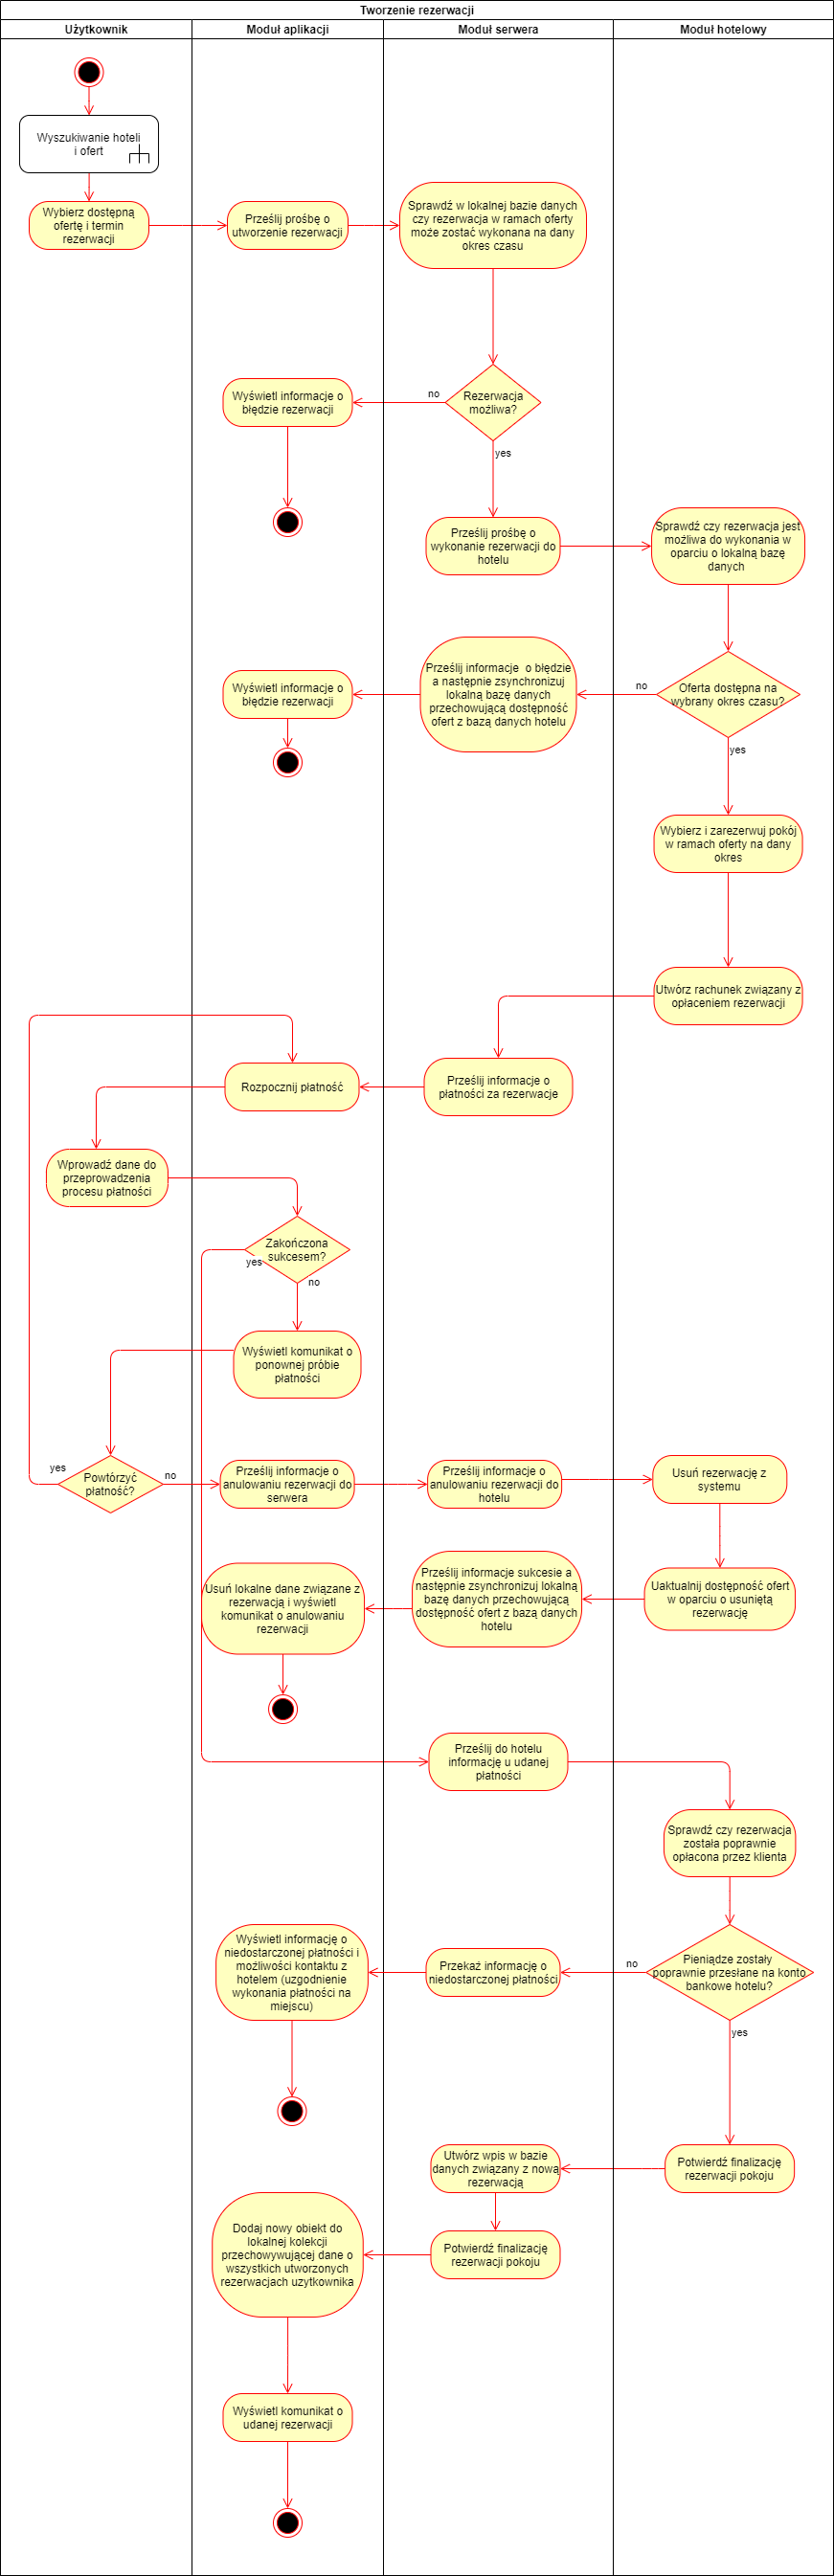 Tworzenie rezerwacji
Użytkownik
Moduł aplikacji
Moduł serwera
Moduł hotelowy
Wyszukiwanie hoteli
i ofert
Wybierz dostępną
ofertę i termin
rezerwacji
Prześlij prośbę o
utworzenie rezerwacji
Sprawdź w lokalnej bazie danych
czy rezerwacja w ramach oferty
może zostać wykonana na dany
okres czasu
Rezerwacja
możliwa?
no
yes
Wyświetl informacje o
błędzie rezerwacji
Prześlij prośbę o
wykonanie rezerwacji do
hotelu
Sprawdź czy rezerwacja jest
możliwa do wykonania w
oparciu o lokalną bazę
danych
Oferta dostępna na
wybrany okres czasu?
no
yes
Prześlij informacje  o błędzie
a następnie zsynchronizuj
lokalną bazę danych
przechowującą dostępność
ofert z bazą danych hotelu
Wyświetl informacje o
błędzie rezerwacji
Wybierz i zarezerwuj pokój
w ramach oferty na dany
okres
Utwórz rachunek związany z
opłaceniem rezerwacji
Prześlij informacje o
płatności za rezerwacje
Rozpocznij płatność
Wprowadź dane do
przeprowadzenia
procesu płatności
Zakończona
sukcesem?
yes
no
Wyświetl komunikat o
ponownej próbie
płatności
Powtórzyć
płatność?
yes
no
Prześlij informacje o
anulowaniu rezerwacji do
serwera
Prześlij informacje o
anulowaniu rezerwacji do
hotelu
Usuń rezerwację z
systemu
Uaktualnij dostępność ofert
w oparciu o usuniętą
rezerwację
Prześlij informacje sukcesie a
następnie zsynchronizuj lokalną
bazę danych przechowującą
dostępność ofert z bazą danych
hotelu
Usuń lokalne dane związane z
rezerwacją i wyświetl
komunikat o anulowaniu
rezerwacji
Prześlij do hotelu
informację u udanej
płatności
Sprawdź czy rezerwacja
została poprawnie
opłacona przez klienta
Pieniądze zostały
poprawnie przesłane na konto
bankowe hotelu?
no
yes
Przekaż informację o
niedostarczonej płatności
Wyświetl informację o
niedostarczonej płatności i
możliwości kontaktu z
hotelem (uzgodnienie
wykonania płatności na
miejscu)
Potwierdź finalizację
rezerwacji pokoju
Utwórz wpis w bazie
danych związany z nową
rezerwacją
Potwierdź finalizację
rezerwacji pokoju
Dodaj nowy obiekt do
lokalnej kolekcji
przechowywującej dane o
wszystkich utworzonych
rezerwacjach uzytkownika
Wyświetl komunikat o
udanej rezerwacji